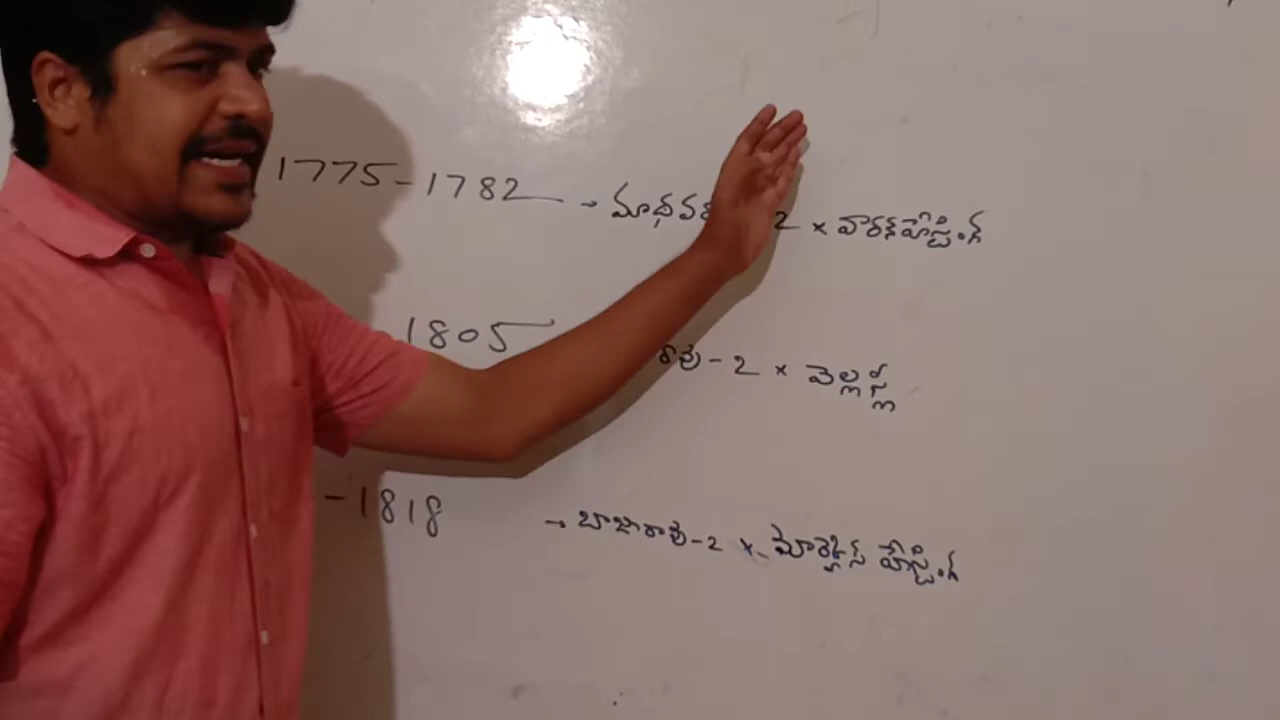 1775-1782 → మాధవ 2 × వారన్‌హేస్టింగ్
1805 రావు-2 × వెల్లస్లీ
-1818 → బాజీరావు-2 × హేస్టింగ్